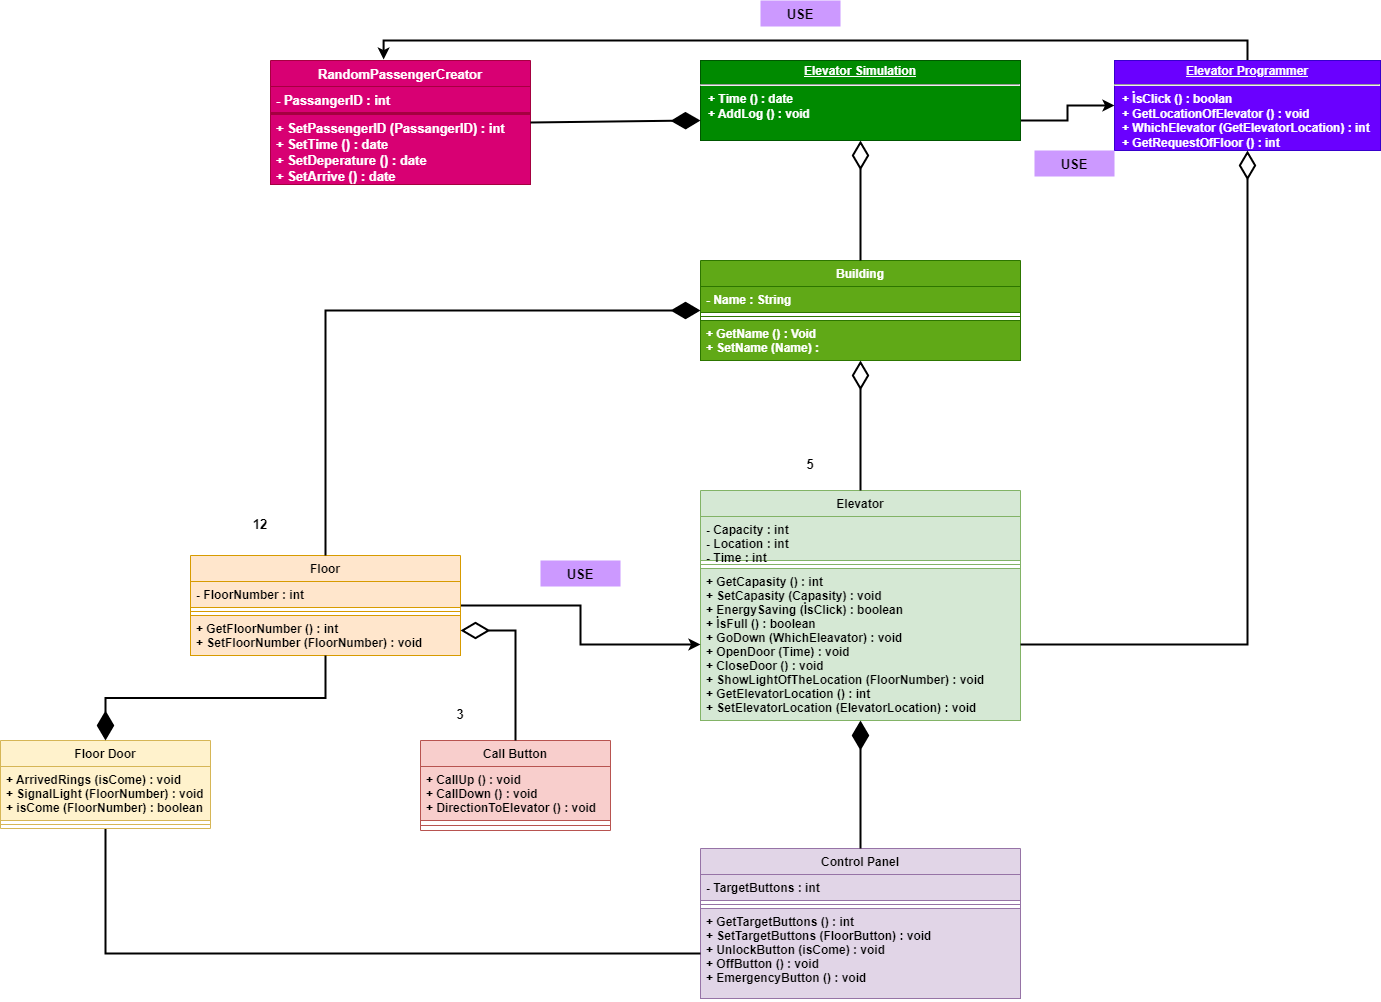 USE
RandomPassengerCreator
- PassangerID : int
+ SetPassengerID (PassangerID) : int
+ SetTime () : date
+ SetDeperature () : date
+ SetArrive () : date
Elevator Simulation
+ Time () : date
+ AddLog () : void
Elevator Programmer
+ İsClick () : boolan
+ GetLocationOfElevator () : void
+ WhichElevator (GetElevatorLocation) : int
+ GetRequestOfFloor () : int
USE
Building
- Name : String
+ GetName () : Void
+ SetName (Name) :
5
12
Elevator
- Capacity : int
- Location : int
- Time : int
+ GetCapasity () : int
+ SetCapasity (Capasity) : void
+ EnergySaving (İsClick) : boolean
+ İsFull () : boolean
+ GoDown (WhichEleavator) : void
+ OpenDoor (Time) : void
+ CloseDoor () : void
+ ShowLightOfTheLocation (FloorNumber) : void
+ GetElevatorLocation () : int
+ SetElevatorLocation (ElevatorLocation) : void
Floor
- FloorNumber : int
+ GetFloorNumber () : int
+ SetFloorNumber (FloorNumber) : void
USE
3
Floor Door
+ ArrivedRings (isCome) : void
+ SignalLight (FloorNumber) : void
+ isCome (FloorNumber) : boolean
Call Button
+ CallUp () : void
+ CallDown () : void
+ DirectionToElevator () : void
Control Panel
- TargetButtons : int
+ GetTargetButtons () : int
+ SetTargetButtons (FloorButton) : void
+ UnlockButton (isCome) : void
+ OffButton () : void
+ EmergencyButton () : void